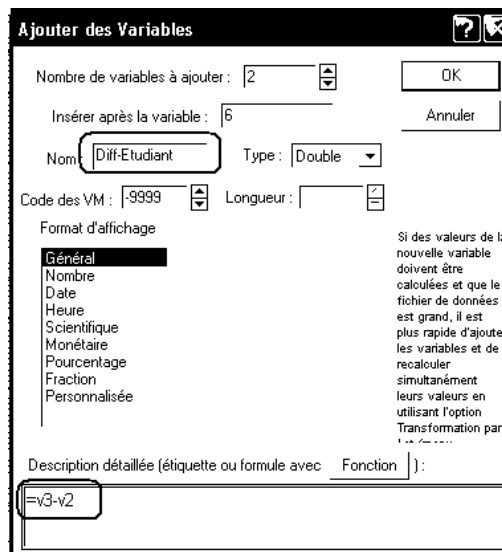 Ajouter des Variables
Nombre de variables à ajouter : 2
OK
Insérer après la variable : 6
Annuler
Nom Diff-Etudiant Type : Double
Code des VM : -9999 Longueur :
Format d'affichage
Général
Nombre
Date
Heure
Scientifique
Monétaire
Pourcentage
Fraction
Personnalisée
Si des valeurs de la
nouvelle variable
doivent être
calculées et que le
fichier de données
est grand, il est
plus rapide d'ajoute
les variables et de
recalculer
simultanément
leurs valeurs en
utilisant l'option
Transformation par
Description détaillée (étiquette ou formule avec Fonction ) :
=v3-v2